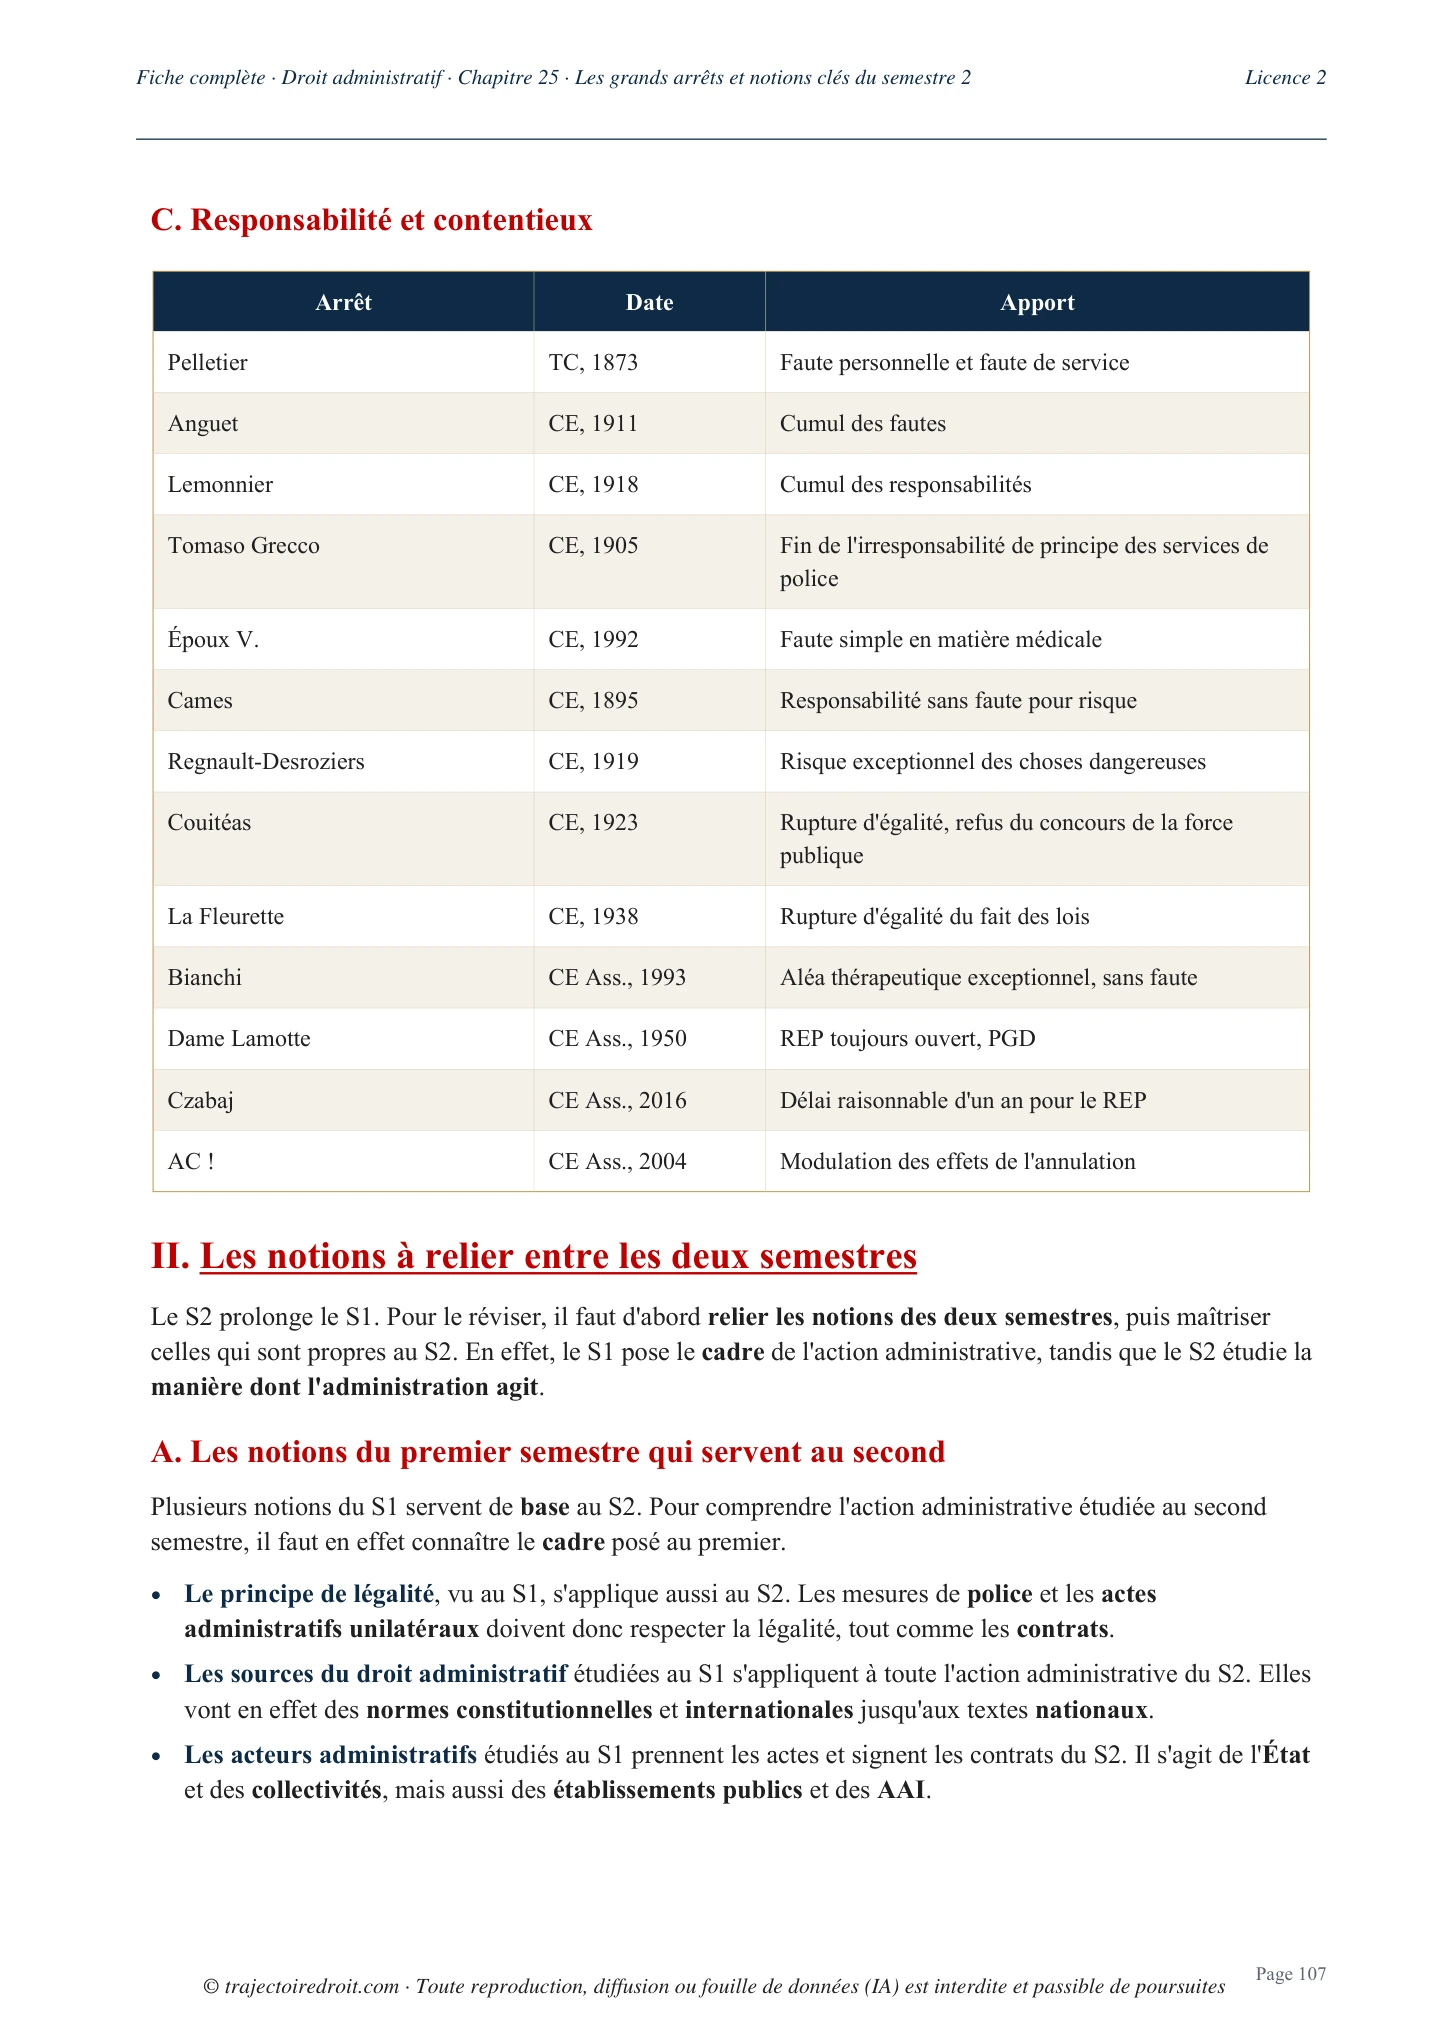 Fiche complète · Droit administratif · Chapitre 25 · Les grands arrêts et notions clés du semestre 2 Licence 2
C. Responsabilité et contentieux
Arrêt Date Apport
Pelletier TC, 1873 Faute personnelle et faute de service
Anguet CE, 1911 Cumul des fautes
Lemonnier CE, 1918 Cumul des responsabilités
Tomaso Grecco CE, 1905 Fin de l'irresponsabilité de principe des services de
police
Époux V. CE, 1992 Faute simple en matière médicale
Cames CE, 1895 Responsabilité sans faute pour risque
Regnault-Desroziers CE, 1919 Risque exceptionnel des choses dangereuses
Couitéas CE, 1923 Rupture d'égalité, refus du concours de la force
publique
La Fleurette CE, 1938 Rupture d'égalité du fait des lois
Bianchi CE Ass., 1993 Aléa thérapeutique exceptionnel, sans faute
Dame Lamotte CE Ass., 1950 REP toujours ouvert, PGD
Czabaj CE Ass., 2016 Délai raisonnable d'un an pour le REP
AC ! CE Ass., 2004 Modulation des effets de l'annulation
II. Les notions à relier entre les deux semestres
Le S2 prolonge le S1. Pour le réviser, il faut d'abord relier les notions des deux semestres, puis maîtriser
celles qui sont propres au S2. En effet, le S1 pose le cadre de l'action administrative, tandis que le S2 étudie la
manière dont l'administration agit.
A. Les notions du premier semestre qui servent au second
Plusieurs notions du S1 servent de base au S2. Pour comprendre l'action administrative étudiée au second
semestre, il faut en effet connaître le cadre posé au premier.
• Le principe de légalité, vu au S1, s'applique aussi au S2. Les mesures de police et les actes
administratifs unilatéraux doivent donc respecter la légalité, tout comme les contrats.
• Les sources du droit administratif étudiées au S1 s'appliquent à toute l'action administrative du S2. Elles
vont en effet des normes constitutionnelles et internationales jusqu'aux textes nationaux.
• Les acteurs administratifs étudiés au S1 prennent les actes et signent les contrats du S2. Il s'agit de l'État
et des collectivités, mais aussi des établissements publics et des AAI.
© trajectoiredroit.com · Toute reproduction, diffusion ou fouille de données (IA) est interdite et passible de poursuites Page 107